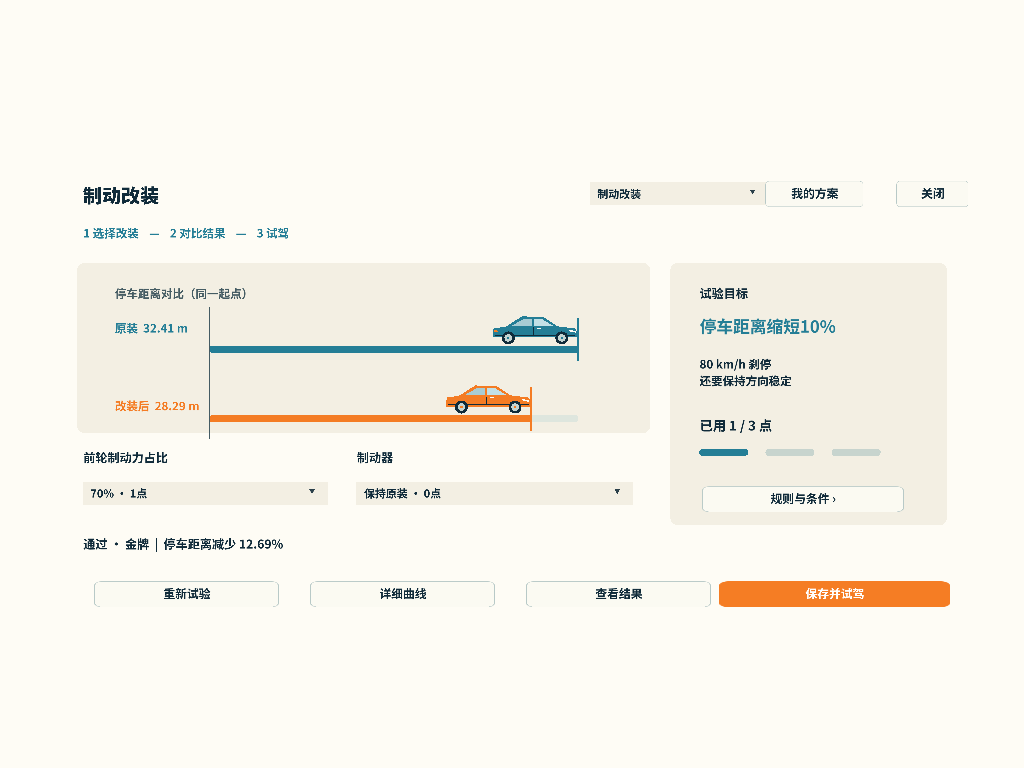 制动改装
制动改装
我的方案
关闭
1 选择改装 — 2 对比结果 — 3 试驾
停车距离对比（同一起点）
原装 32.41 m
改装后 28.29 m
试验目标
停车距离缩短10%
80 km/h 刹停
还要保持方向稳定
已用 1 / 3 点
规则与条件 ›
前轮制动力占比
制动器
70% · 1点
保持原装 · 0点
通过 · 金牌｜停车距离减少 12.69%
重新试验
详细曲线
查看结果
保存并试驾